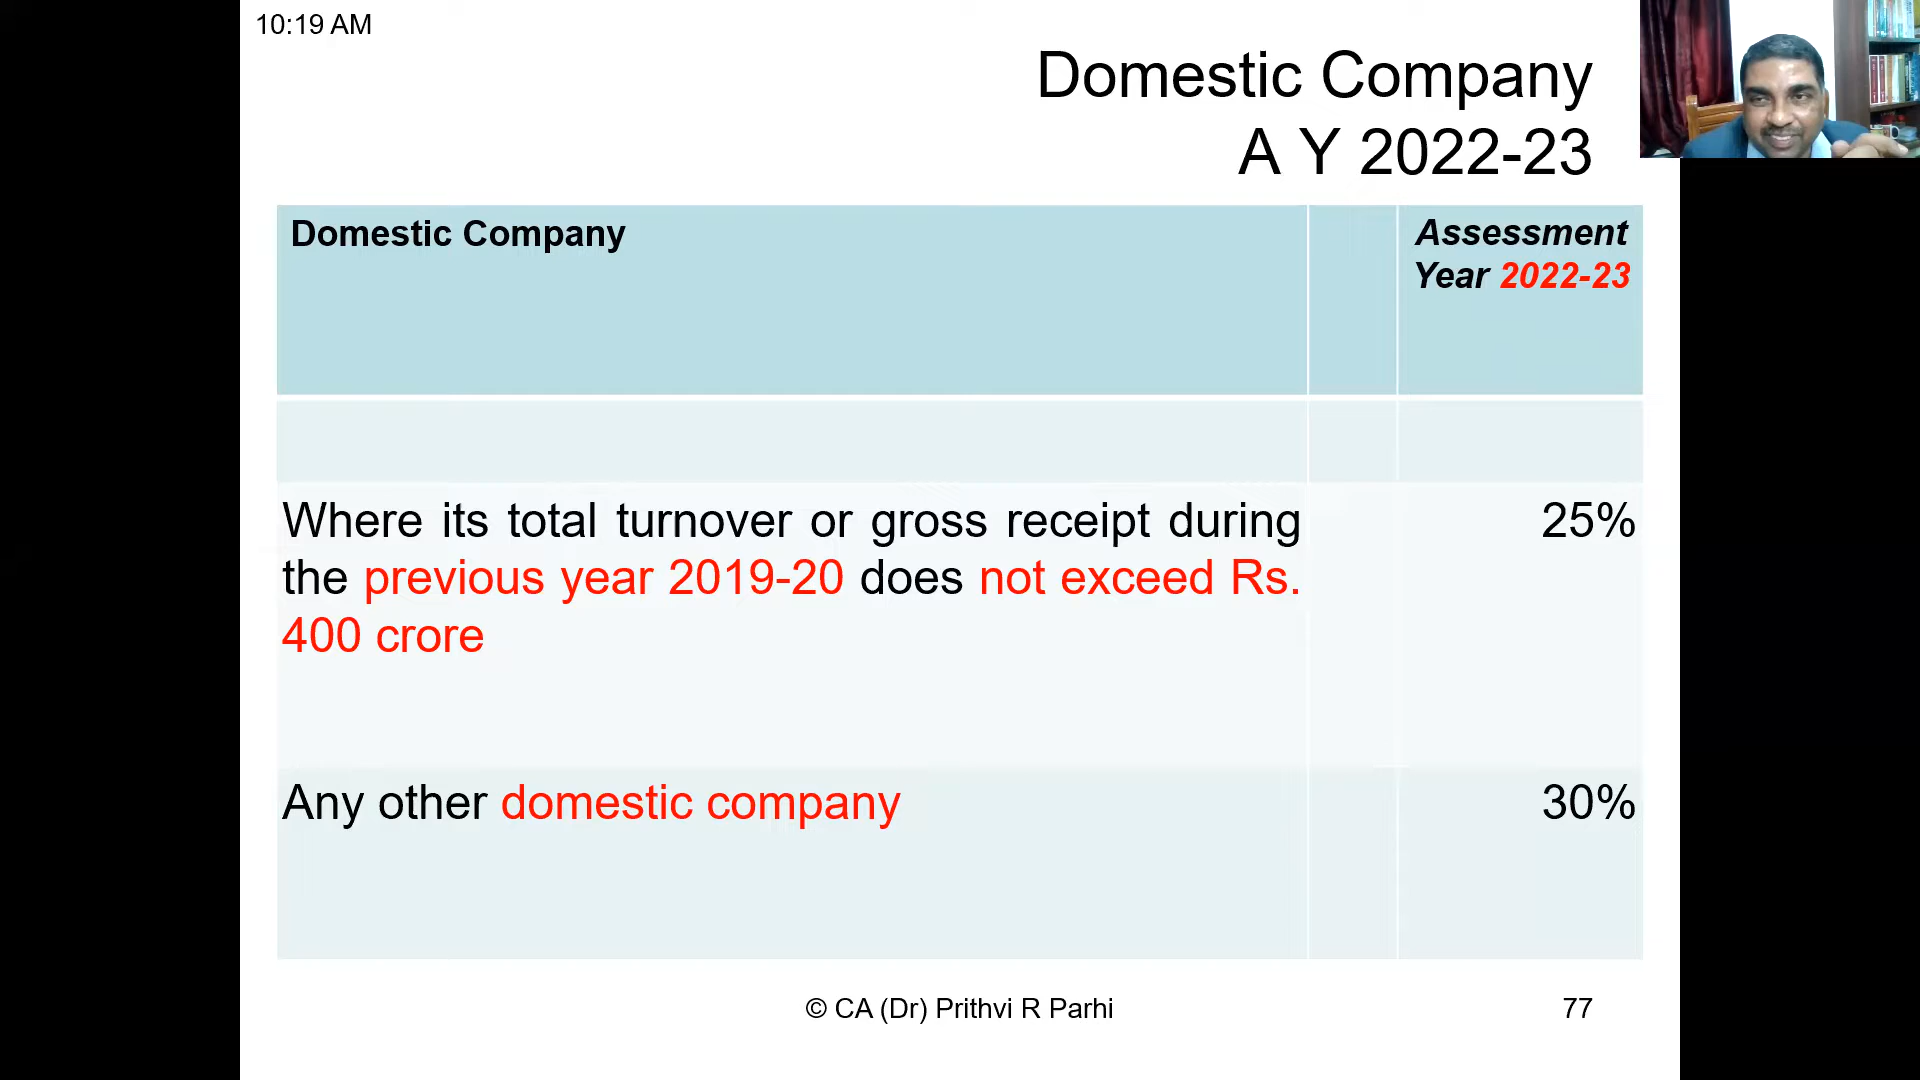 10:19 AM
Domestic Company
A Y 2022-23
Domestic Company
Assessment
Year 2022-23
Where its total turnover or gross receipt during
the previous year 2019-20 does not exceed Rs.
400 crore
25%
Any other domestic company
30%
© CA (Dr) Prithvi R Parhi
77